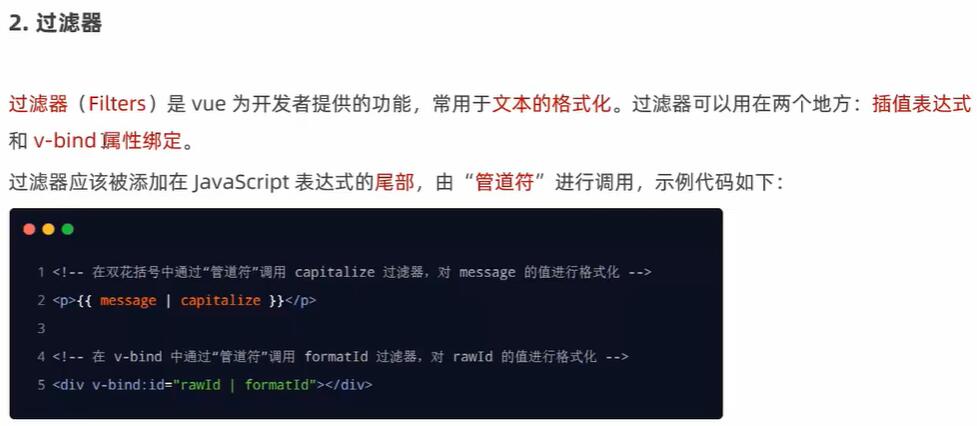 2. 过滤器
过滤器（Filters）是 vue 为开发者提供的功能，常用于文本的格式化。过滤器可以用在两个地方：插值表达式
和 v-bind 属性绑定。
过滤器应该被添加在 JavaScript 表达式的尾部，由“管道符”进行调用，示例代码如下：
1 <!-- 在双花括号中通过“管道符”调用 capitalize 过滤器，对 message 的值进行格式化 -->
2 <p>{{ message | capitalize }}</p>
3
4 <!-- 在 v-bind 中通过“管道符”调用 formatId 过滤器，对 rawId 的值进行格式化 -->
5 <div v-bind:id="rawId | formatId"></div>